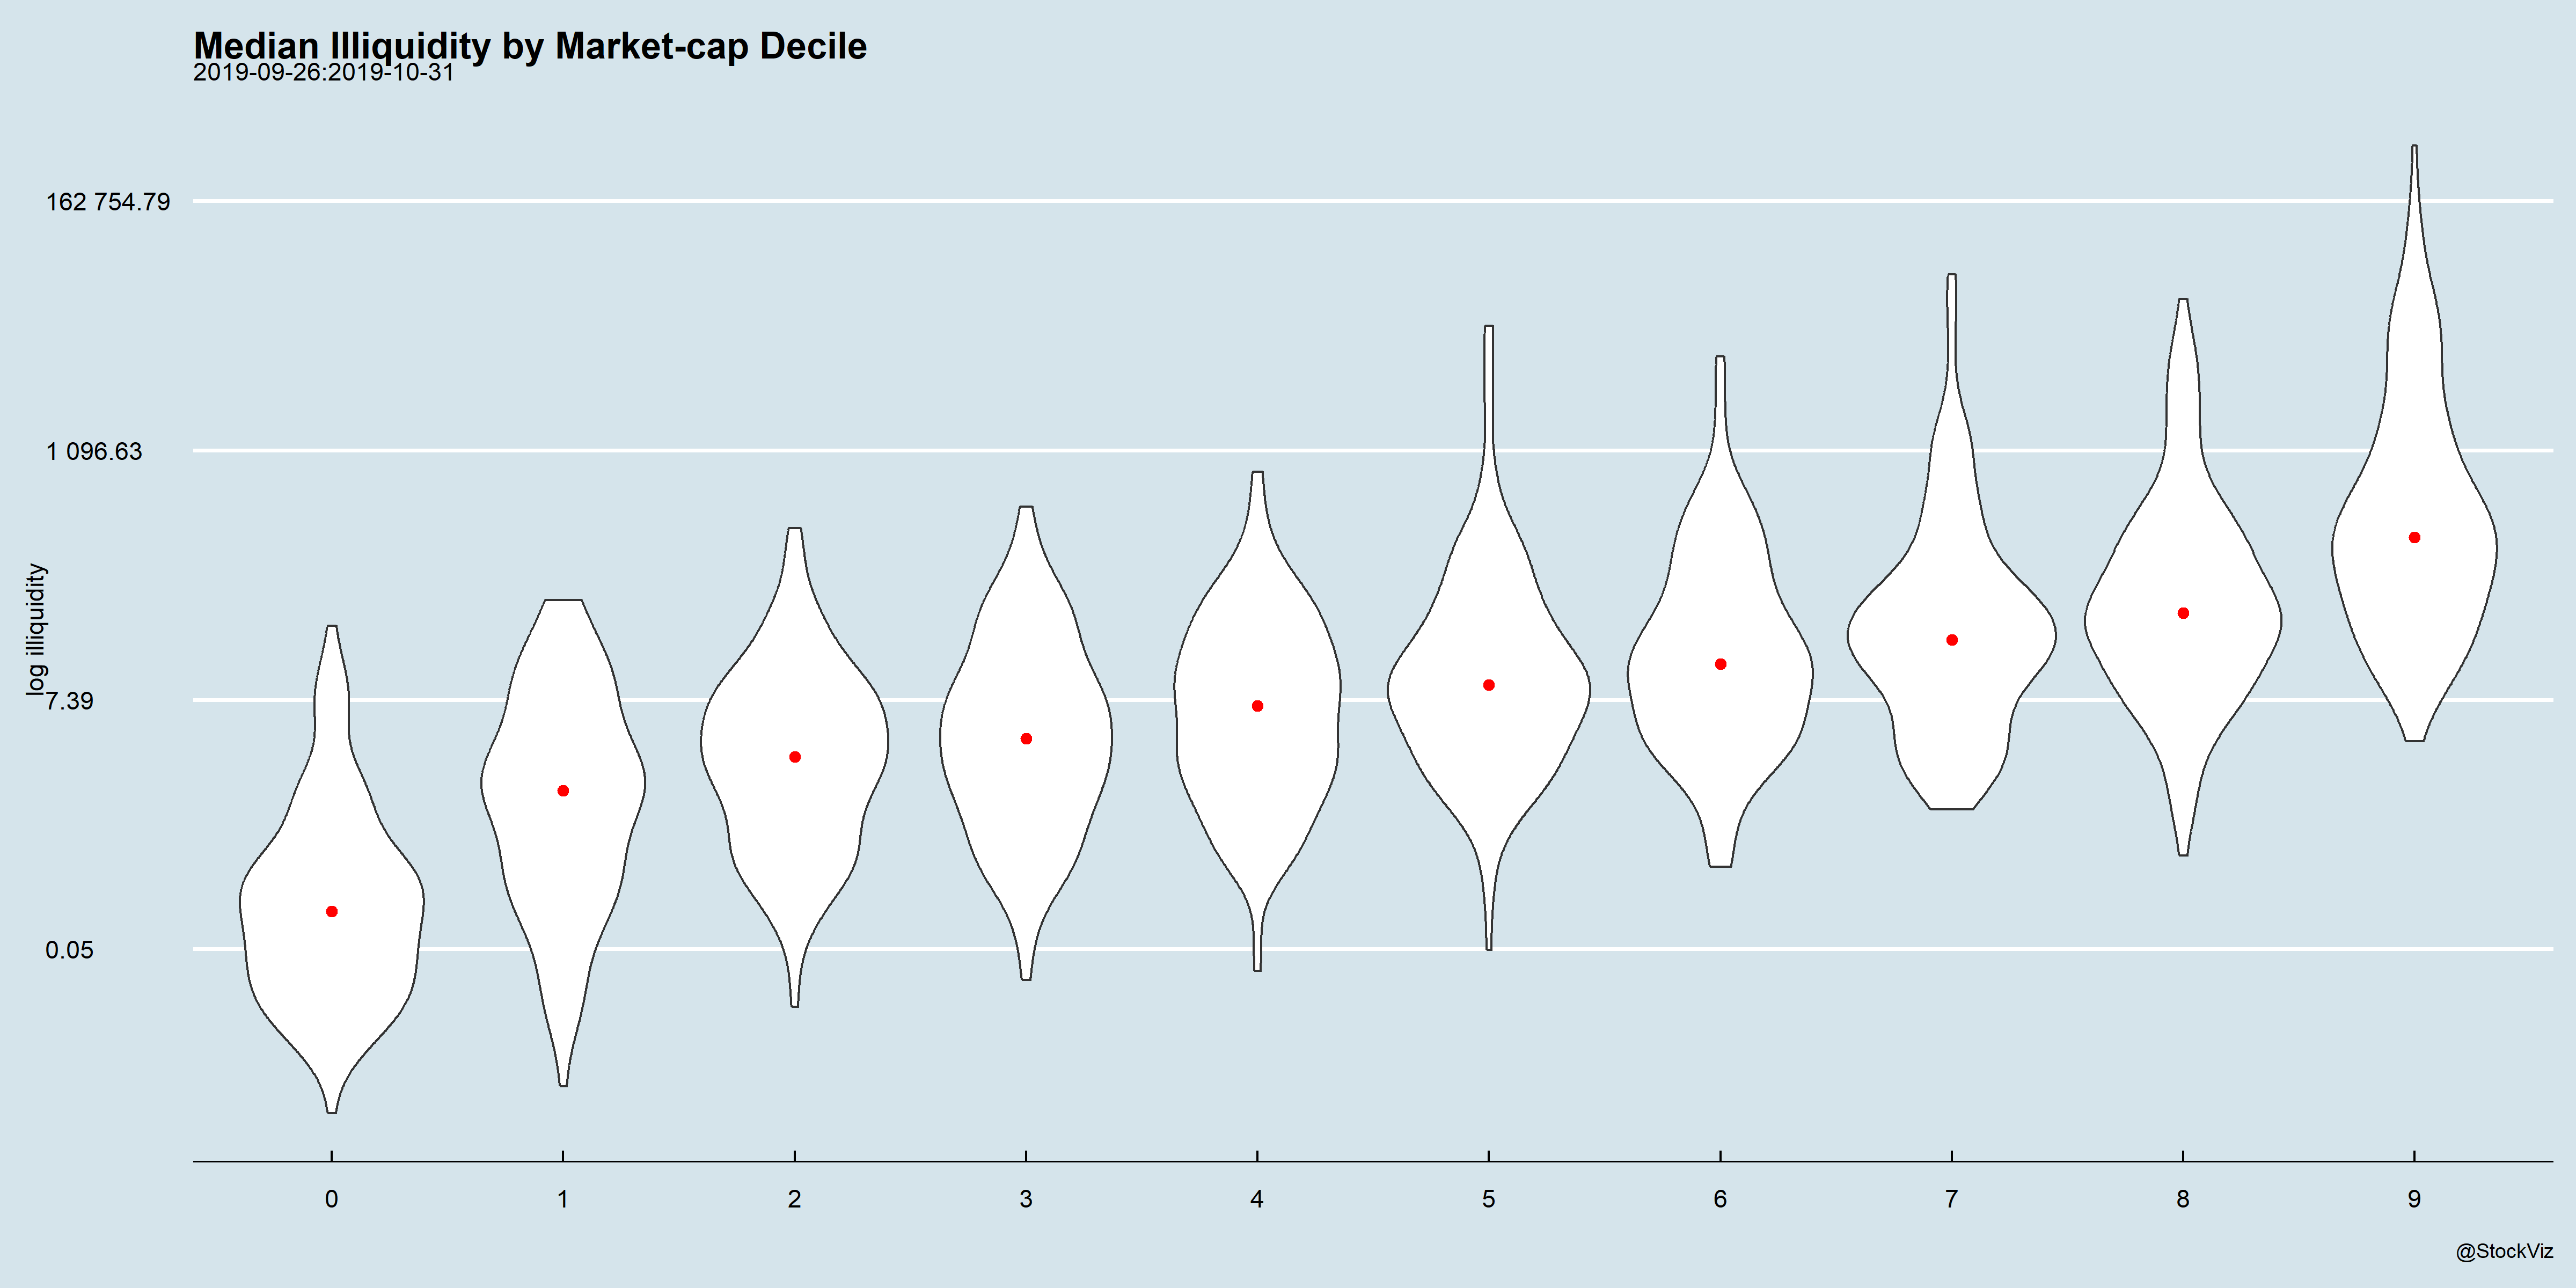 Median Illiquidity by Market-cap Decile
2019-09-26:2019-10-31
162 754.79
1 096.63
7.39
0.05
log illiquidity
0 1 2 3 4 5 6 7 8 9
@StockViz